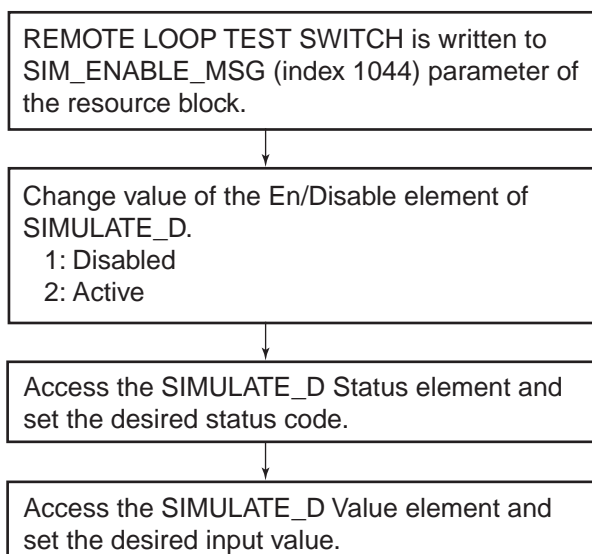 REMOTE LOOP TEST SWITCH is written to
SIM_ENABLE_MSG (index 1044) parameter of
the resource block.
Change value of the En/Disable element of
SIMULATE_D.
1: Disabled
2: Active
Access the SIMULATE_D Status element and
set the desired status code.
Access the SIMULATE_D Value element and
set the desired input value.